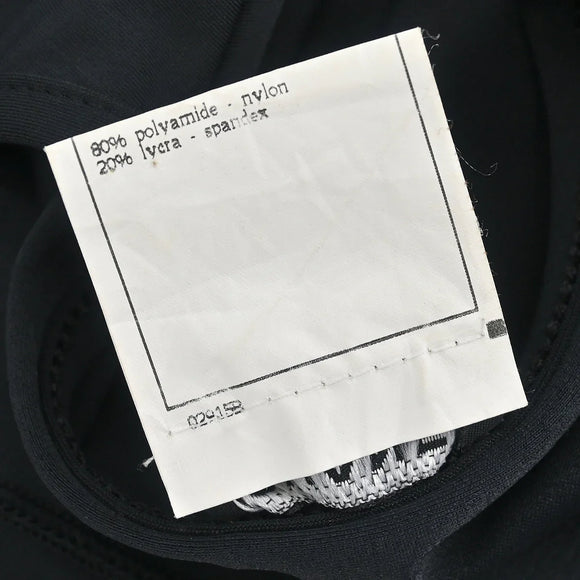 80% polyamide - nylon
20% lycra - spandex
02915B